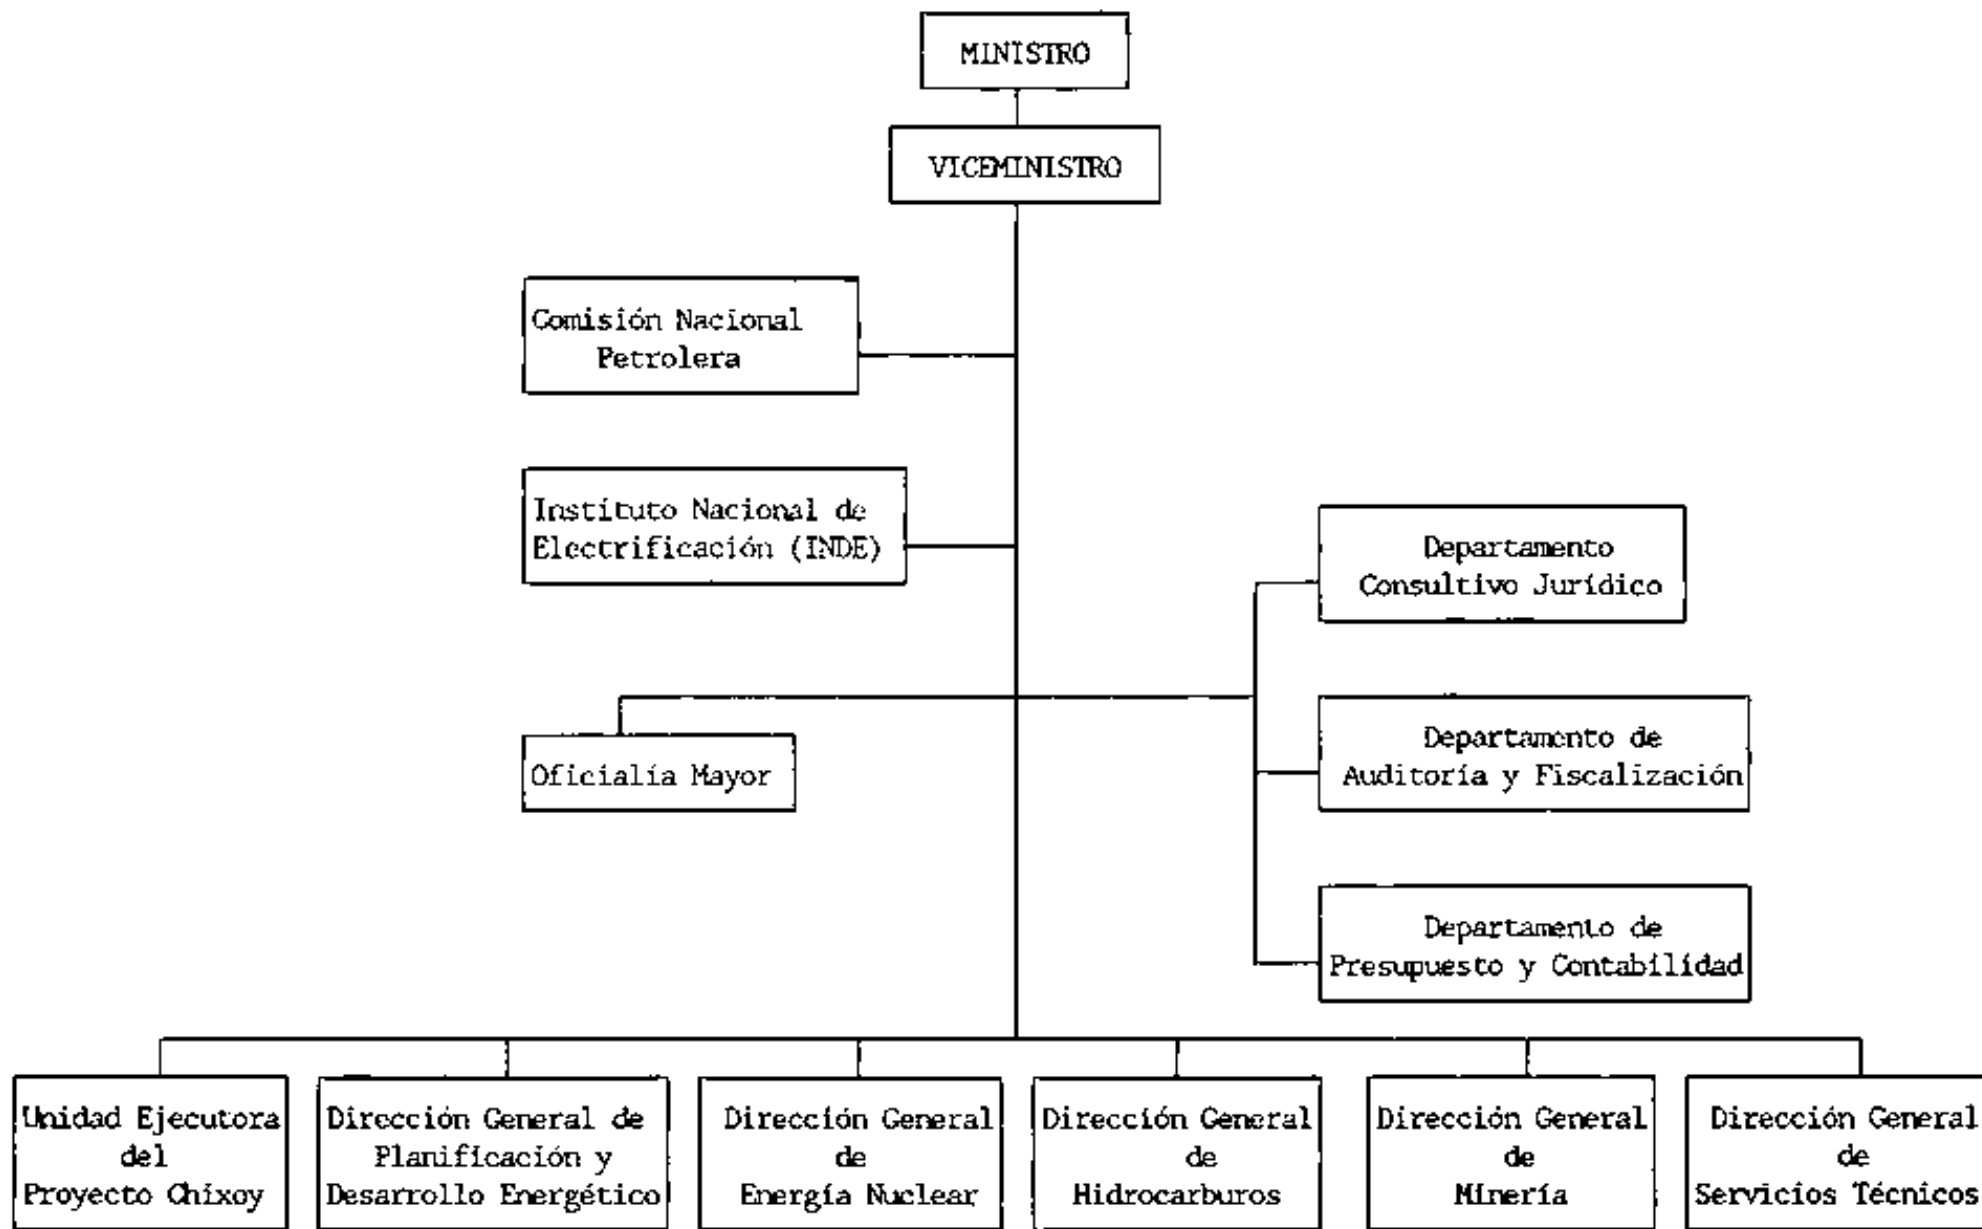 MINISTRO
VICEMINISTRO
Comisión Nacional
Petrolera
Instituto Nacional de
Electrificación (INDE)
Departamento
Consultivo Jurídico
Oficialía Mayor
Departamento de
Auditoría y Fiscalización
Departamento de
Presupuesto y Contabilidad
Unidad Ejecutora
del
Proyecto Chixoy
Dirección General de
Planificación y
Desarrollo Energético
Dirección General
de
Energía Nuclear
Dirección General
de
Hidrocarburos
Dirección General
de
Minería
Dirección General
de
Servicios Técnicos